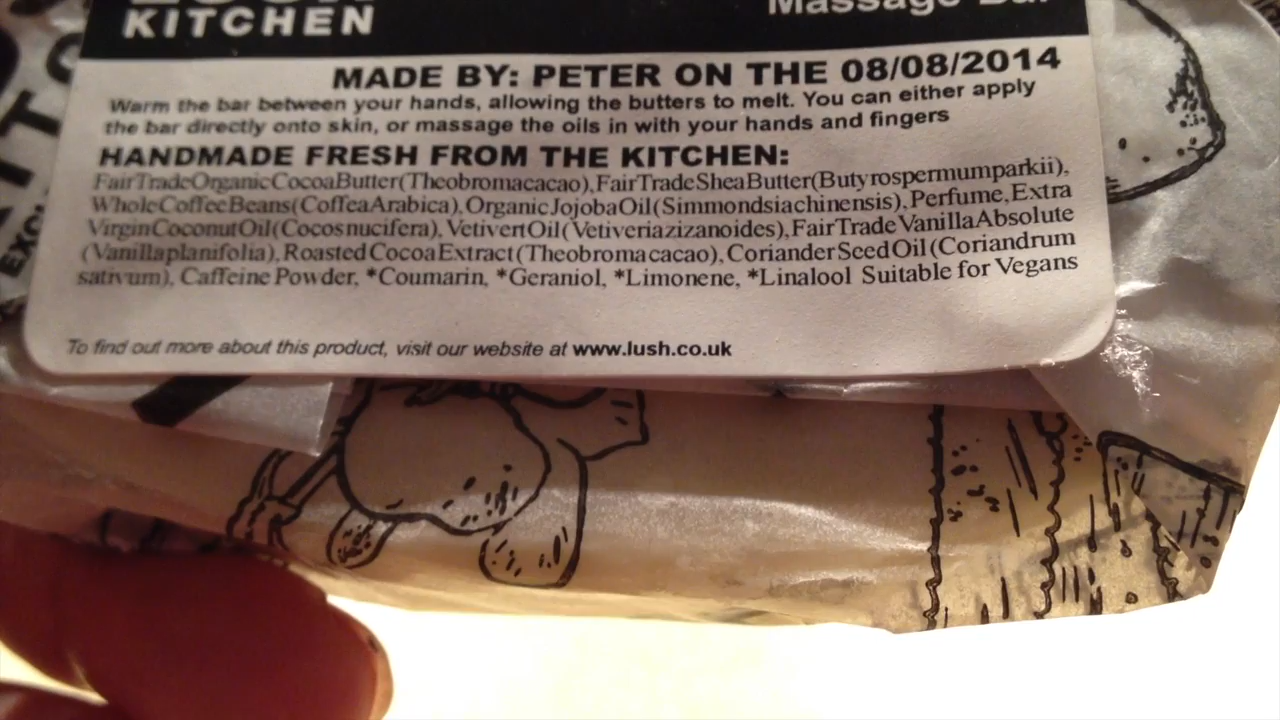 KITCHEN
Massage Bar
MADE BY: PETER ON THE 08/08/2014
Warm the bar between your hands, allowing the butters to melt. You can either apply
the bar directly onto skin, or massage the oils in with your hands and fingers
HANDMADE FRESH FROM THE KITCHEN:
FairTradeOrganicCocoaButter(Theobromacacao),FairTradeSheaButter(Butyrospermumparkii),
WholeCoffeeBeans(CoffeaArabica),OrganicJojobaOil(Simmondsiachinensis),Perfume,Extra
VirginCoconutOil(Cocosnucifera),VetivertOil(Vetiveriazizanoides),FairTradeVanillaAbsolute
(Vanillaplanifolia),RoastedCocoaExtract(Theobromacacao),CorianderSeedOil(Coriandrum
sativum), Caffeine Powder, *Coumarin, *Geraniol, *Limonene, *Linalool Suitable for Vegans
To find out more about this product, visit our website at www.lush.co.uk